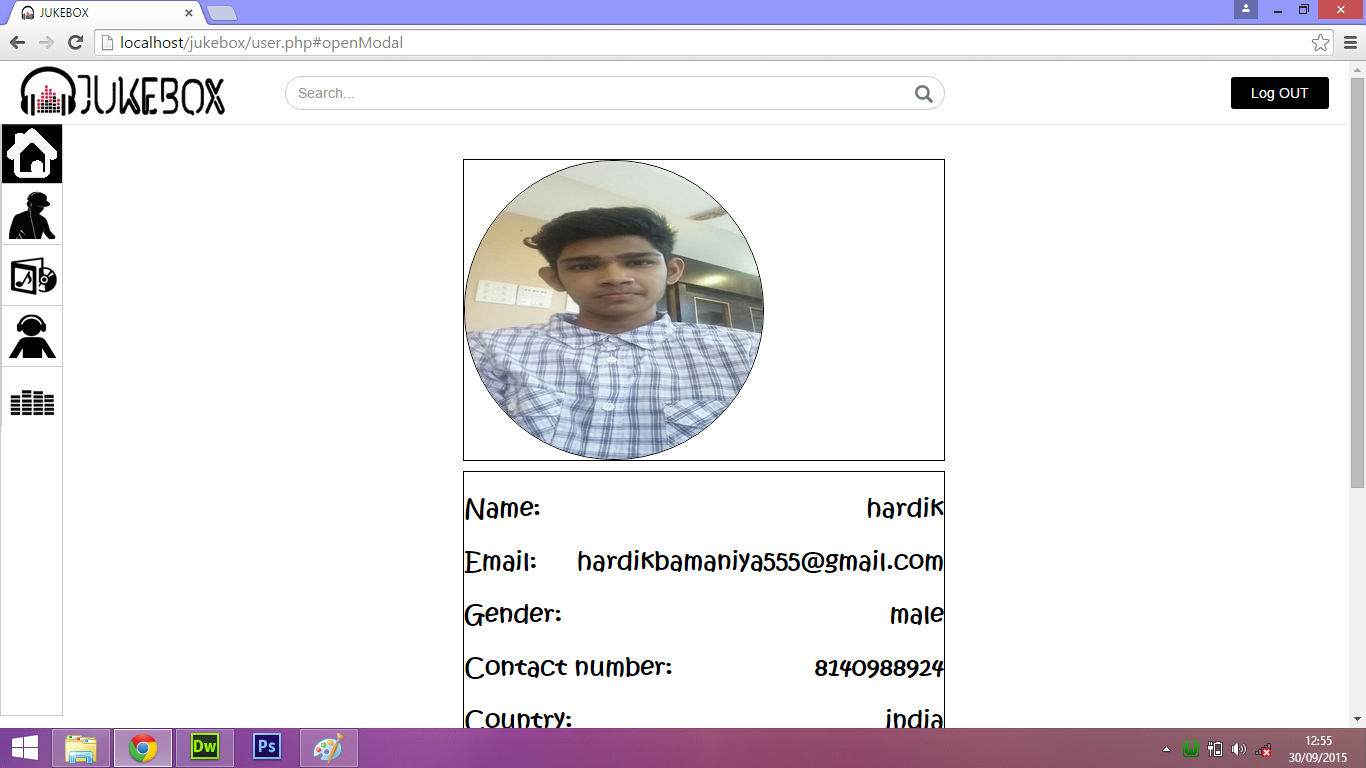 JUKEBOX
localhost/jukebox/user.php#openModal
JUKEBOX
Search...
Log OUT
Name: hardik
Email: hardikbamaniya555@gmail.com
Gender: male
Contact number: 8140988924
Country: india
Dw
Ps
12:55
30/09/2015